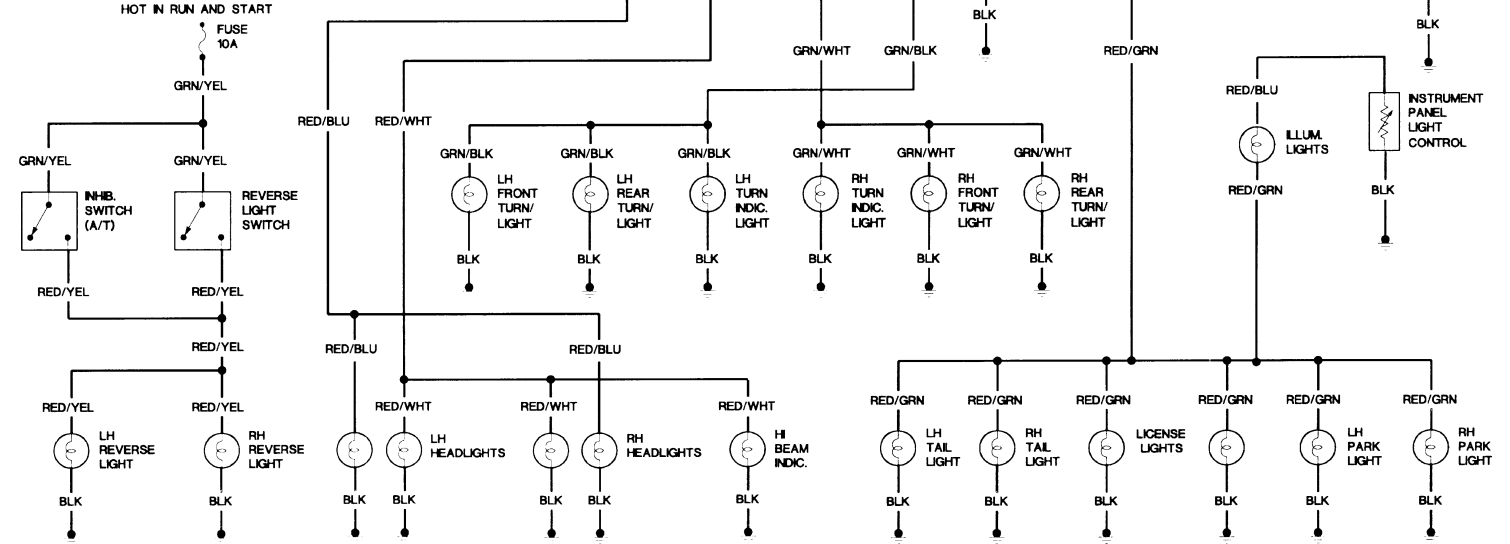 HOT IN RUN AND START
FUSE
10A
GRN/YEL
GRN/YEL
GRN/YEL
INHIB.
SWITCH
(A/T)
REVERSE
LIGHT
SWITCH
RED/YEL
RED/YEL
RED/YEL
RED/YEL
RED/YEL
LH
REVERSE
LIGHT
RH
REVERSE
LIGHT
BLK
BLK
RED/BLU
RED/WHT
GRN/WHT
GRN/BLK
BLK
RED/GRN
BLK
GRN/BLK
GRN/BLK
GRN/BLK
GRN/WHT
GRN/WHT
GRN/WHT
LH
FRONT
TURN/
LIGHT
LH
REAR
TURN/
LIGHT
LH
TURN
INDIC.
LIGHT
RH
TURN
INDIC.
LIGHT
RH
FRONT
TURN/
LIGHT
RH
REAR
TURN/
LIGHT
BLK
BLK
BLK
BLK
BLK
BLK
RED/BLU
ILLUM.
LIGHTS
RED/GRN
INSTRUMENT
PANEL
LIGHT
CONTROL
BLK
RED/BLU
RED/BLU
RED/WHT
RED/WHT
RED/WHT
LH
HEADLIGHTS
RH
HEADLIGHTS
HI
BEAM
INDIC.
BLK
BLK
BLK
BLK
BLK
RED/GRN
RED/GRN
RED/GRN
RED/GRN
RED/GRN
RED/GRN
LH
TAIL
LIGHT
RH
TAIL
LIGHT
LICENSE
LIGHTS
LH
PARK
LIGHT
RH
PARK
LIGHT
BLK
BLK
BLK
BLK
BLK
BLK